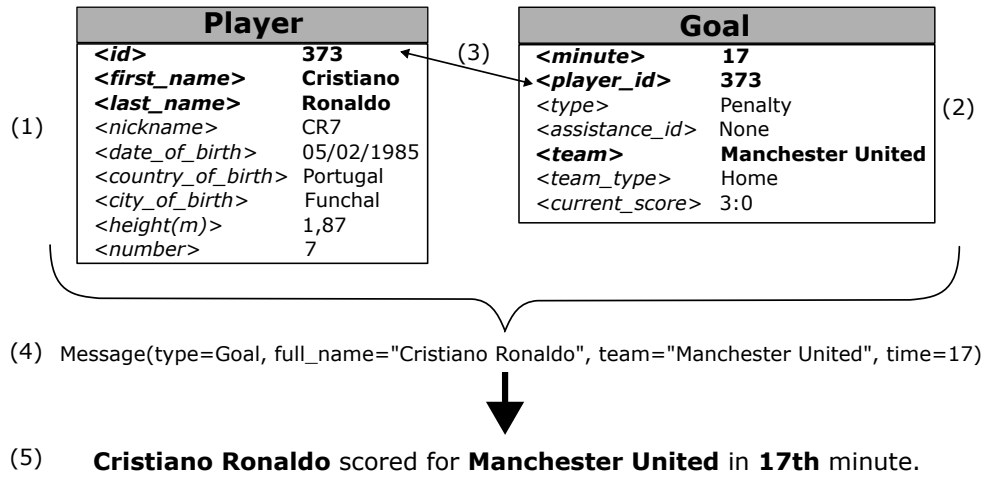 Player
<id> 373
<first_name> Cristiano
<last_name> Ronaldo
<nickname> CR7
<date_of_birth> 05/02/1985
<country_of_birth> Portugal
<city_of_birth> Funchal
<height(m)> 1,87
<number> 7
(1)
(3)
Goal
<minute> 17
<player_id> 373
<type> Penalty
<assistance_id> None
<team> Manchester United
<team_type> Home
<current_score> 3:0
(2)
(4) Message(type=Goal, full_name="Cristiano Ronaldo", team="Manchester United", time=17)
(5) Cristiano Ronaldo scored for Manchester United in 17th minute.